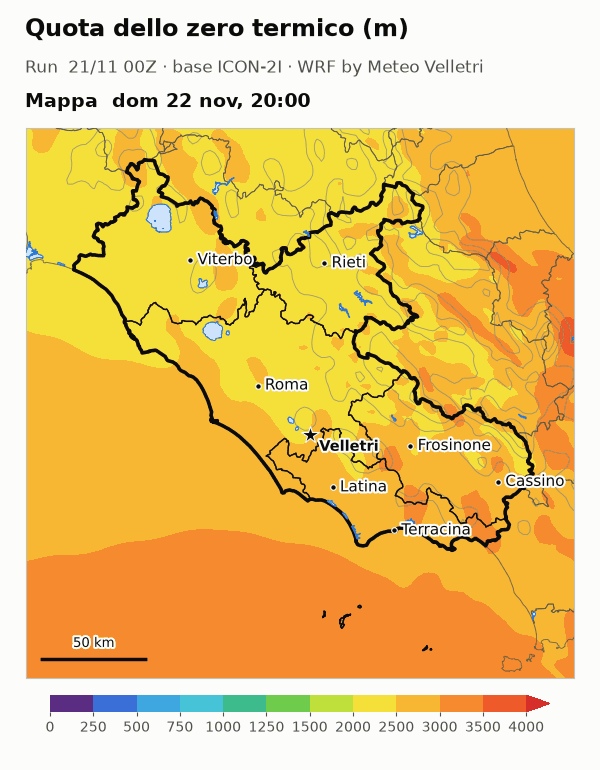 Quota dello zero termico (m)
Run  21/11 00Z · base ICON-2I · WRF by Meteo Velletri
Mappa  dom 22 nov, 20:00
Viterbo
Rieti
Roma
Velletri
Frosinone
Cassino
Latina
Terracina
50 km
0 250 500 750 1000 1250 1500 2000 2500 3000 3500 4000